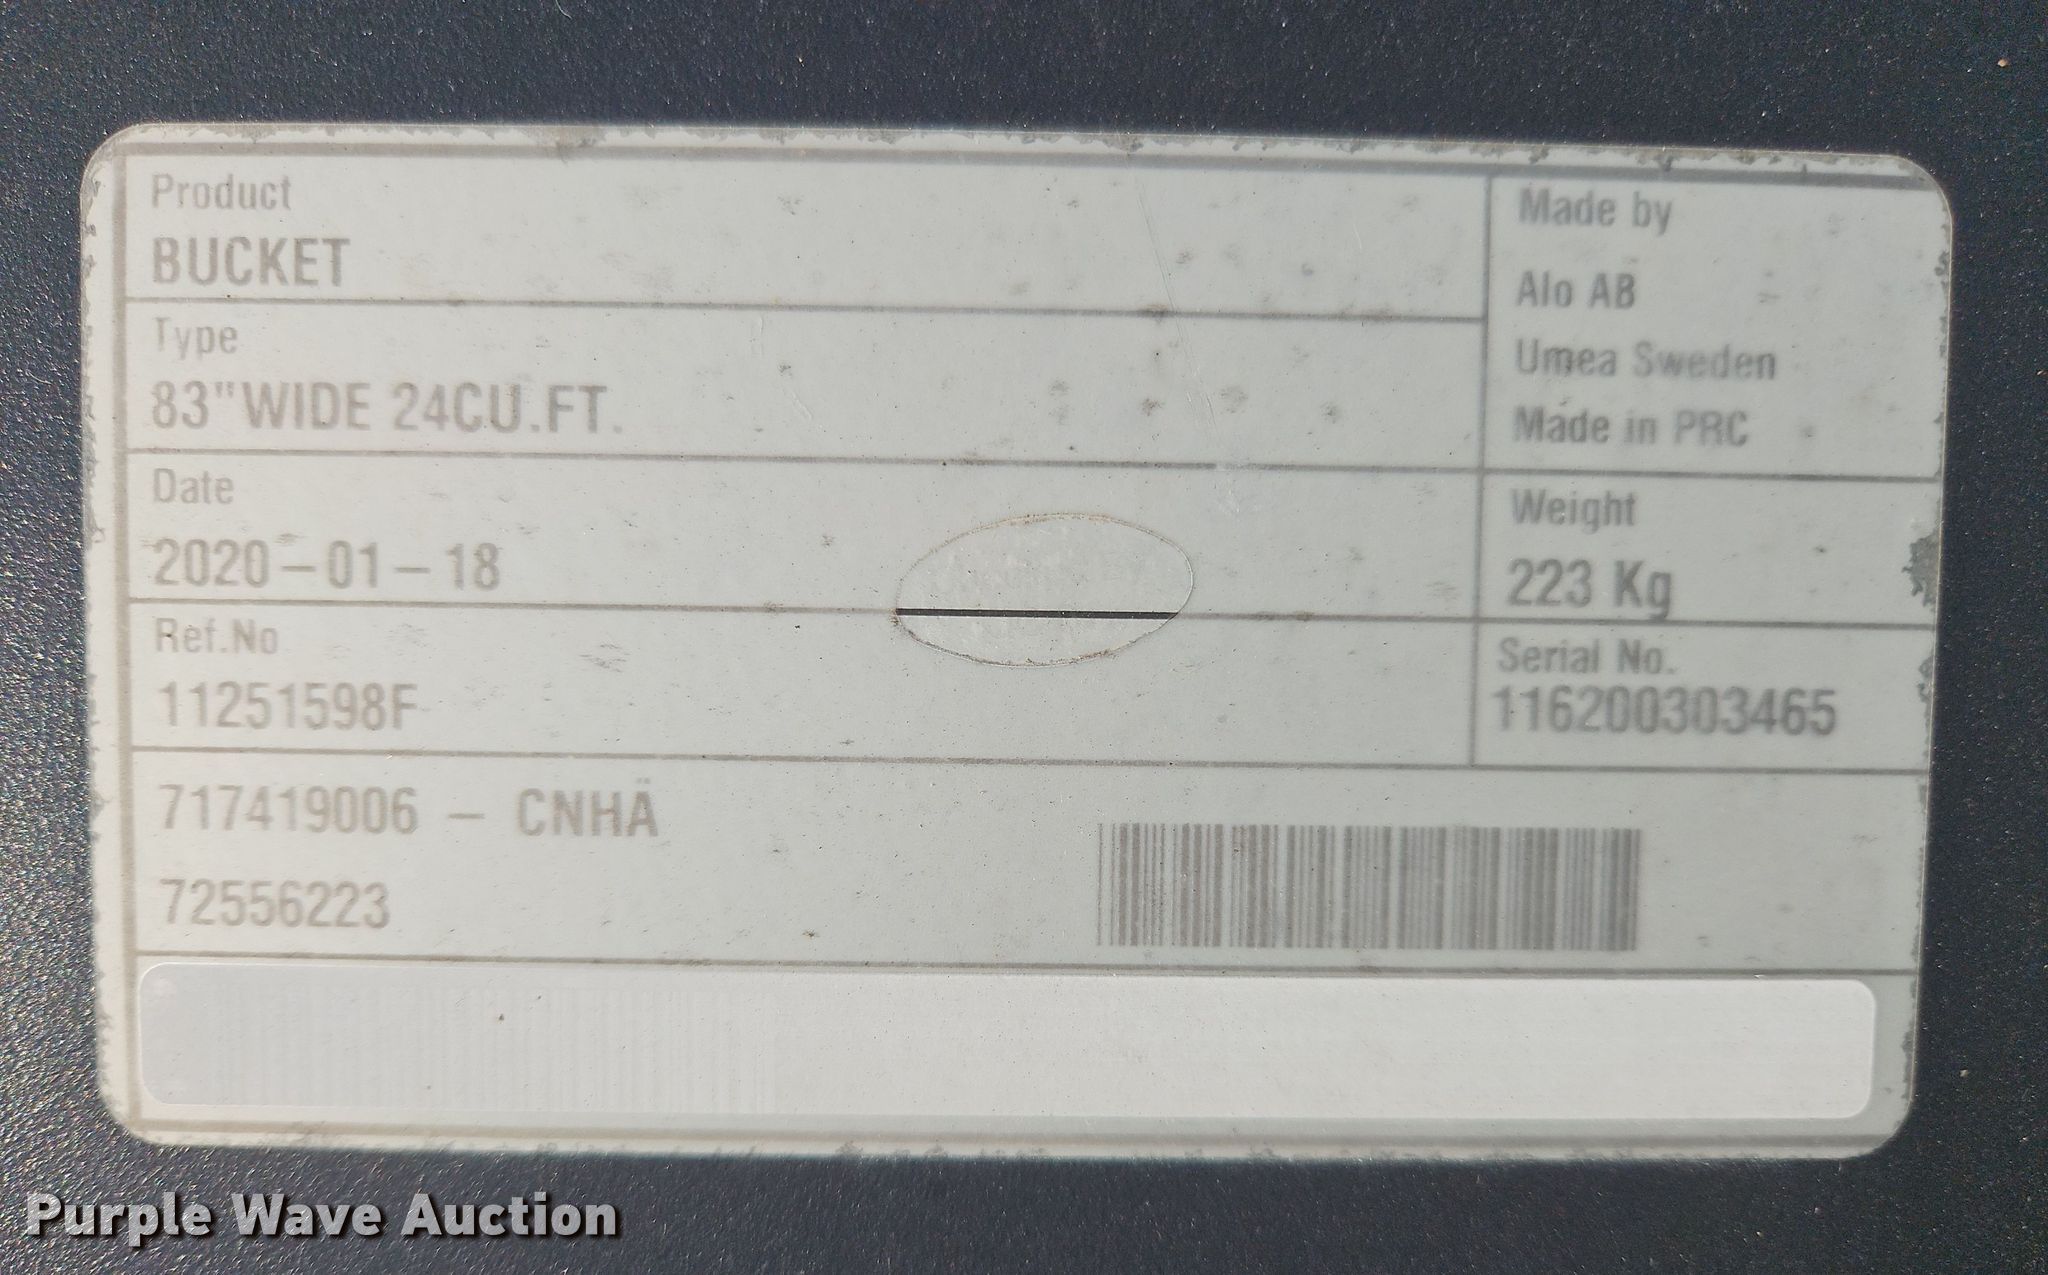 Product
BUCKET
Type
83"WIDE 24CU.FT.
Date
2020-01-18
Ref.No
11251598F
Made by
Alo AB
Umea Sweden
Made in PRC
Weight
223 Kg
Serial No.
116200303465
717419006 - CNHÄ
72556223
Purple Wave Auction